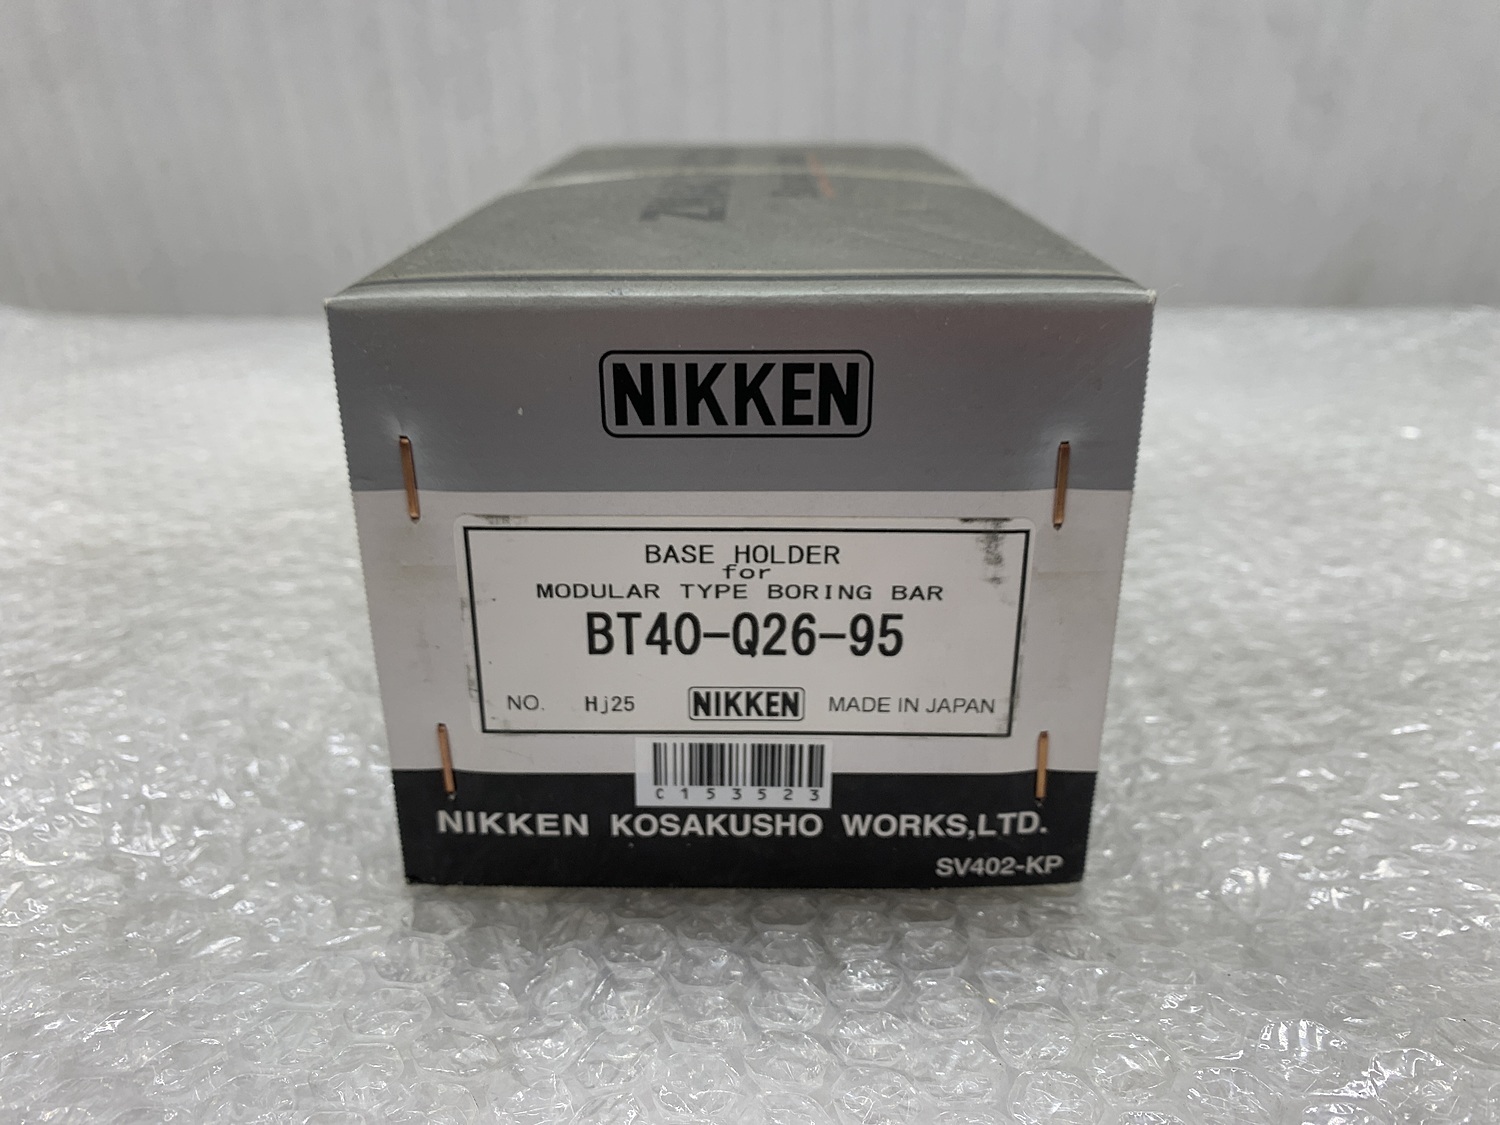 NIKKEN
BASE HOLDER
for
MODULAR TYPE BORING BAR
BT40-Q26-95
NO. Hj25 NIKKEN MADE IN JAPAN
C153523
NIKKEN KOSAKUSHO WORKS,LTD.
SV402-KP